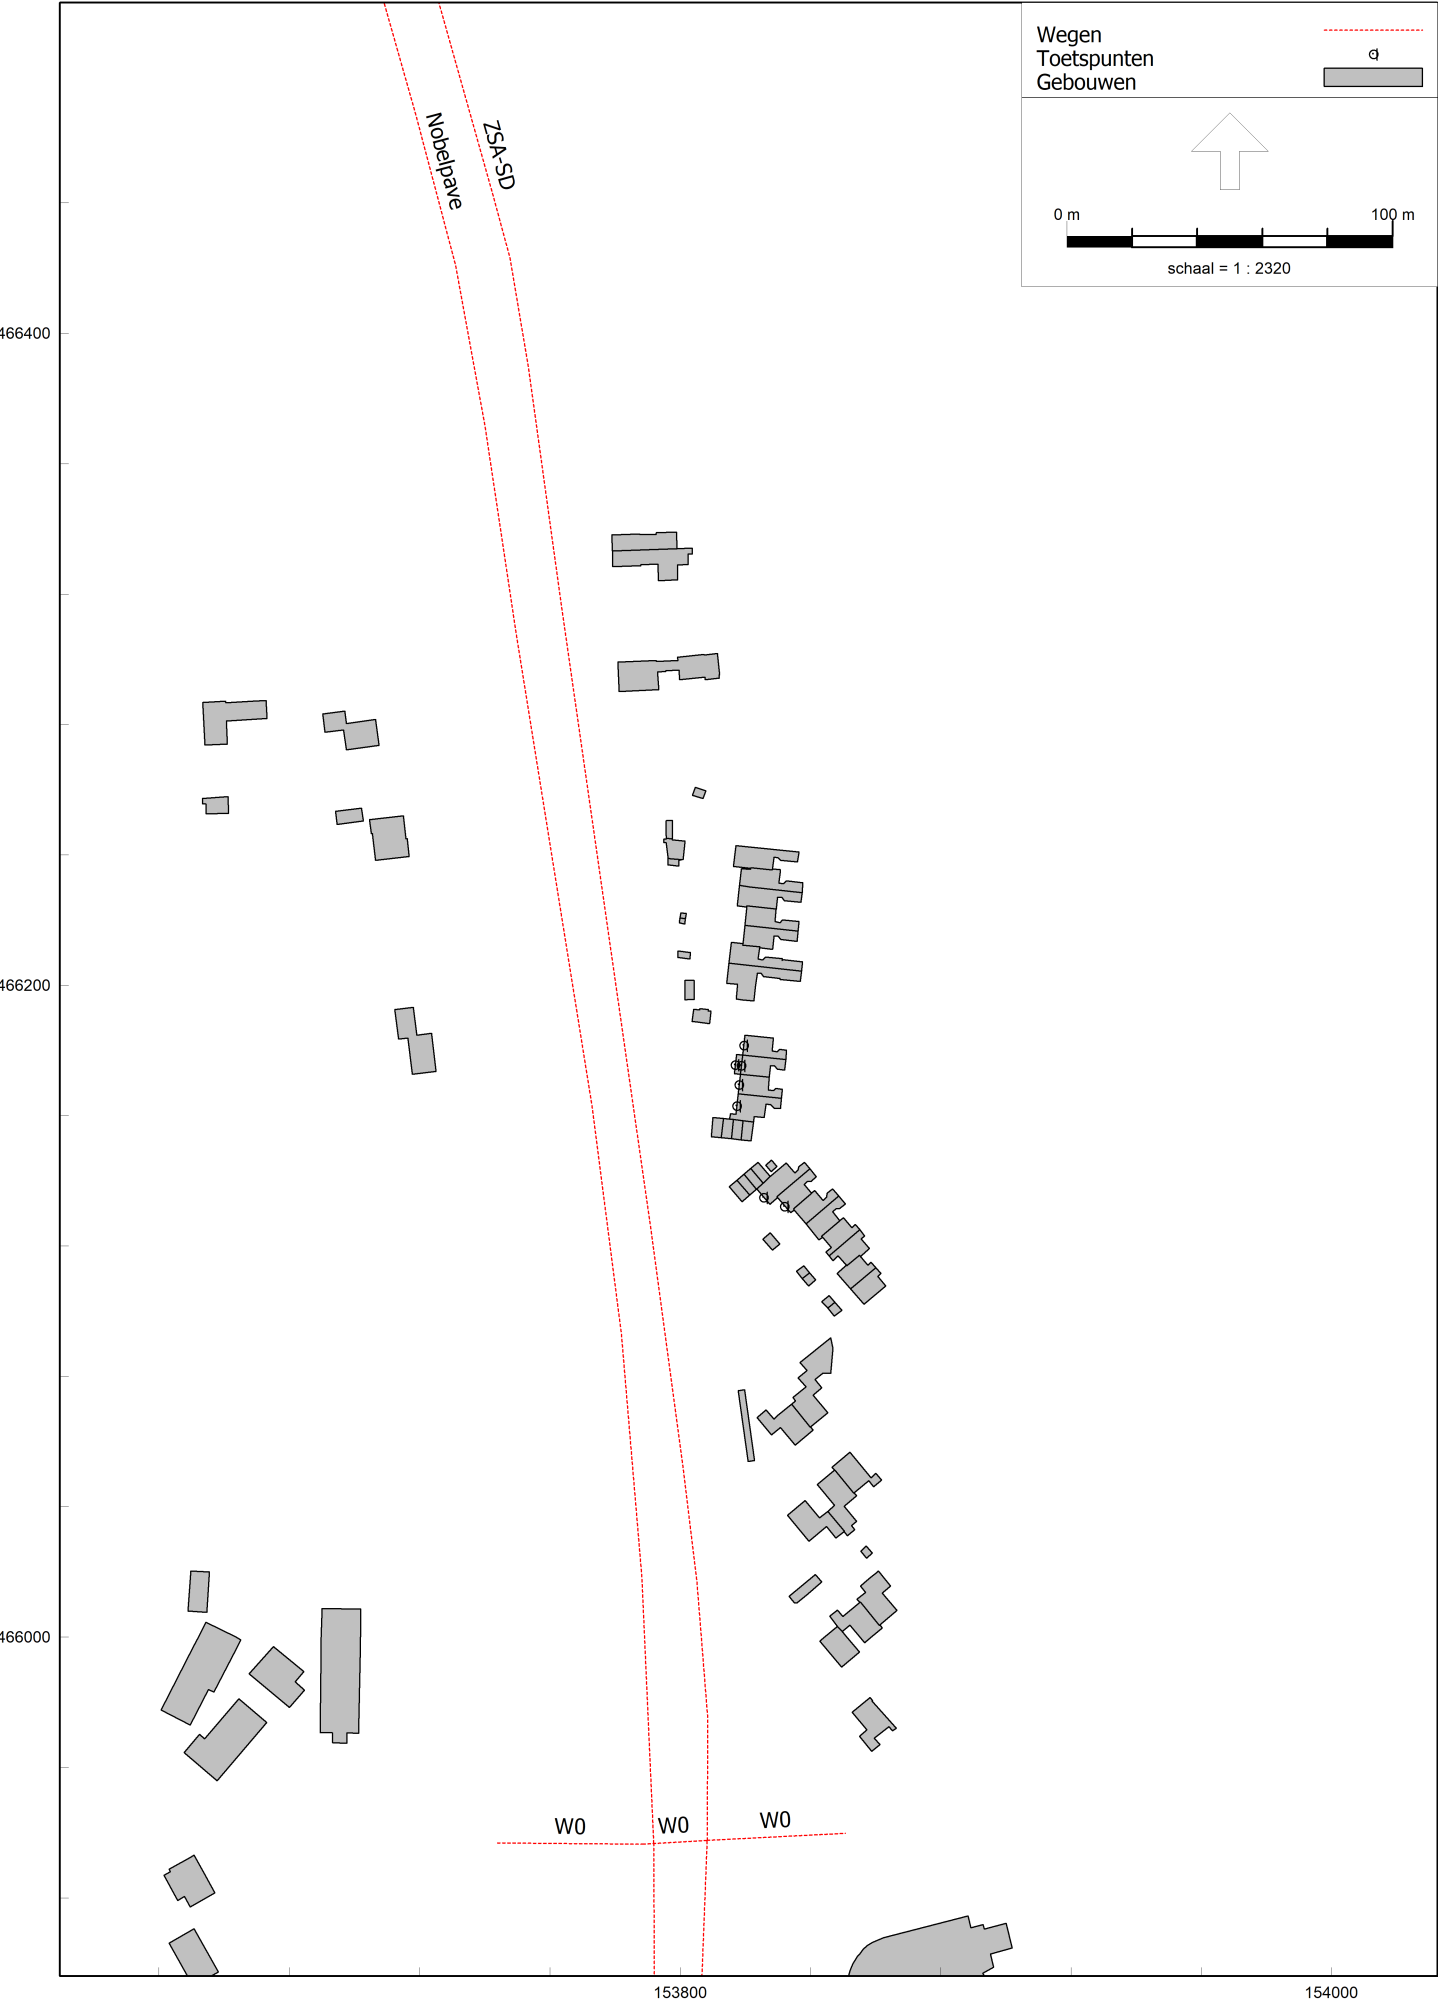 Wegen
Toetspunten
Gebouwen
0 m
100 m
schaal = 1 : 2320
Nobelpave
ZSA-SD
466400
466200
466000
W0
W0
W0
153800
154000